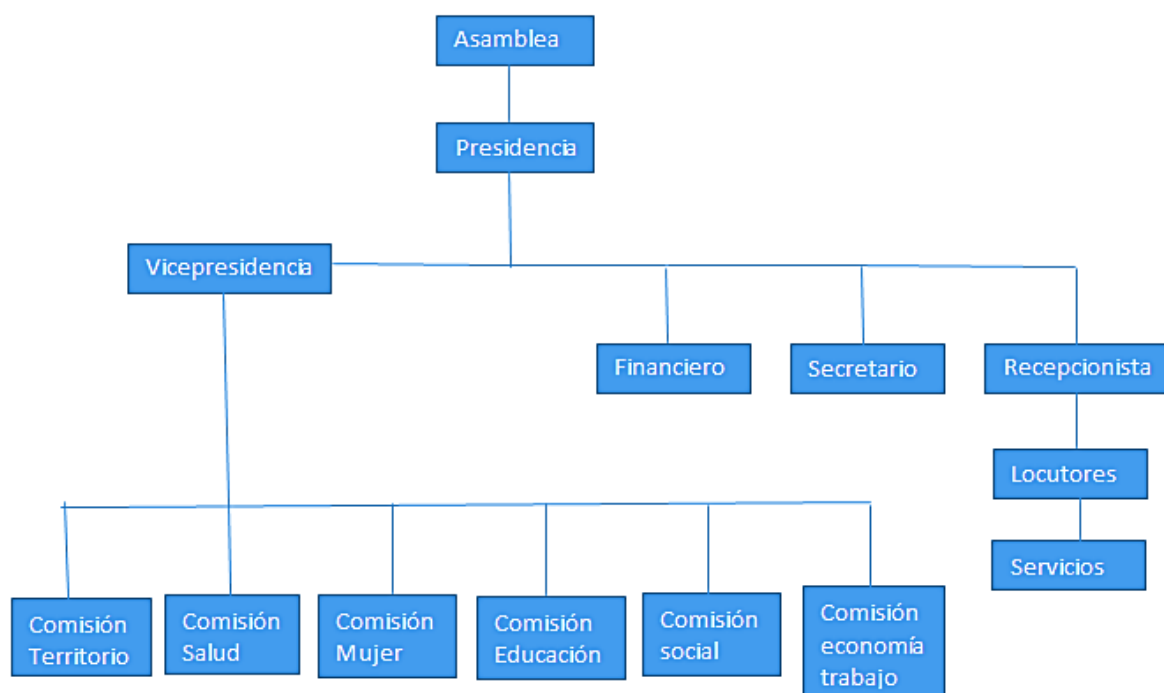 Asamblea
Presidencia
Vicepresidencia
Financiero
Secretario
Recepcionista
Locutores
Servicios
Comisión
Territorio
Comisión
Salud
Comisión
Mujer
Comisión
Educación
Comisión
social
Comisión
economía
trabajo